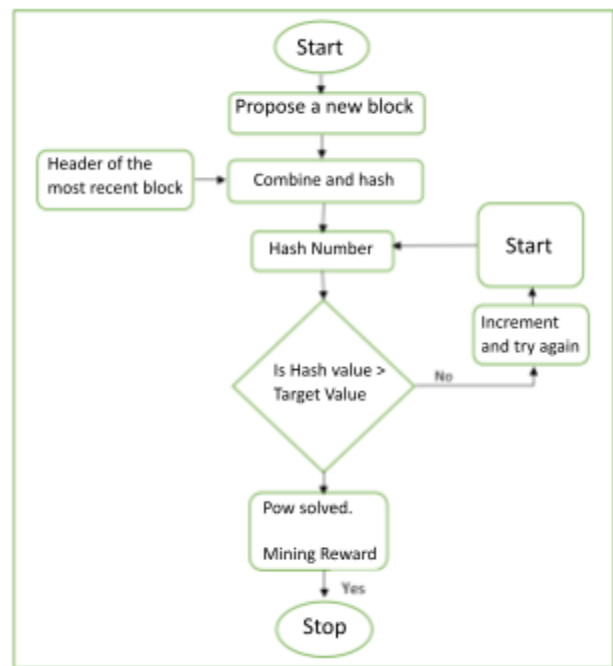 Start
Propose a new block
Header of the
most recent block
Combine and hash
Hash Number
Start
Increment
and try again
Is Hash value >
Target Value
No
Pow solved.
Mining Reward
Yes
Stop